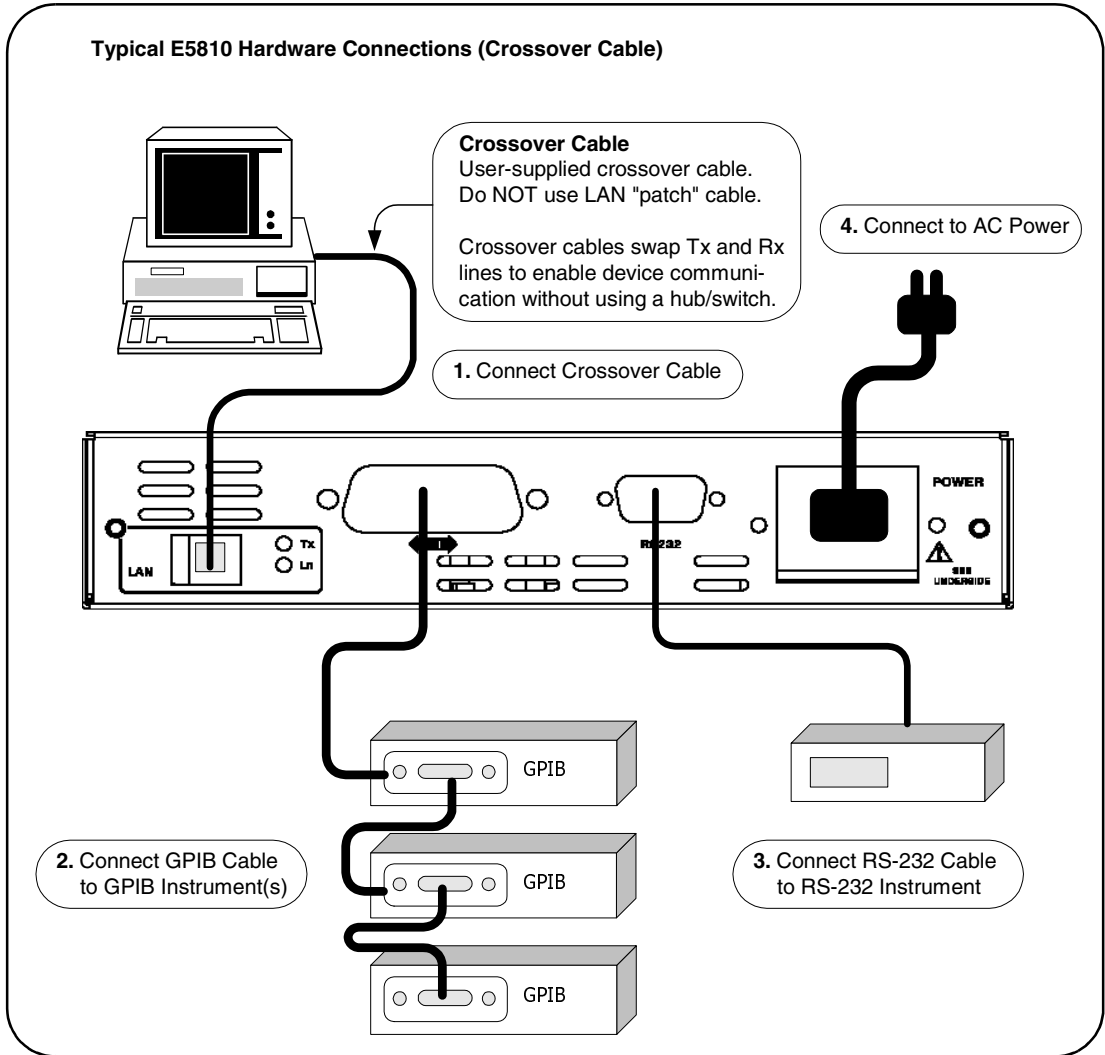 Typical E5810 Hardware Connections (Crossover Cable)
Crossover Cable
User-supplied crossover cable.
Do NOT use LAN "patch" cable.
Crossover cables swap Tx and Rx
lines to enable device communi-
cation without using a hub/switch.
4. Connect to AC Power
1. Connect Crossover Cable
POWER
LAN
Tx
Ln
RS232
SEE
UNDERSIDE
GPIB
2. Connect GPIB Cable
to GPIB Instrument(s)
GPIB
3. Connect RS-232 Cable
to RS-232 Instrument
GPIB